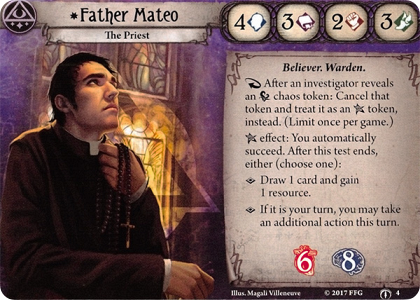 *Father Mateo
The Priest
4 3 2 3
Believer. Warden.
After an investigator reveals
an chaos token: Cancel that
token and treat it as an token,
instead. (Limit once per game.)
effect: You automatically
succeed. After this test ends,
either (choose one):
Draw 1 card and gain
1 resource.
If it is your turn, you may take
an additional action this turn.
6 8
Illus. Magali Villeneuve © 2017 FFG 4